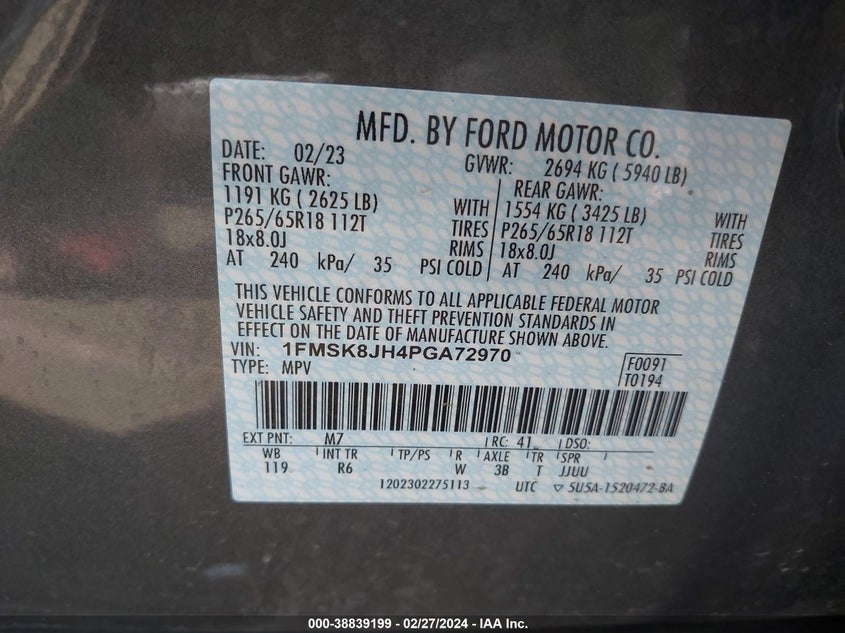 MFD. BY FORD MOTOR CO.
DATE: 02/23 GVWR: 2694 KG ( 5940 LB)
FRONT GAWR: REAR GAWR:
1191 KG ( 2625 LB) WITH 1554 KG ( 3425 LB) WITH
P265/65R18 112T TIRES P265/65R18 112T TIRES
18x8.0J RIMS 18x8.0J RIMS
AT 240 kPa/ 35 PSI COLD AT 240 kPa/ 35 PSI COLD
THIS VEHICLE CONFORMS TO ALL APPLICABLE FEDERAL MOTOR
VEHICLE SAFETY AND THEFT PREVENTION STANDARDS IN
EFFECT ON THE DATE OF MANUFACTURE SHOWN ABOVE.
VIN: 1FMSK8JH4PGA72970
TYPE: MPV
F0091
T0194
EXT PNT: M7 RC: 41 DSO:
WB INT TR TP/PS R AXLE TR SPR
119 R6 W 3B T JJUU
1202302275113 UTC ▽ SU5A-1520472-BA
000-38839199 - 02/27/2024 - IAA Inc.